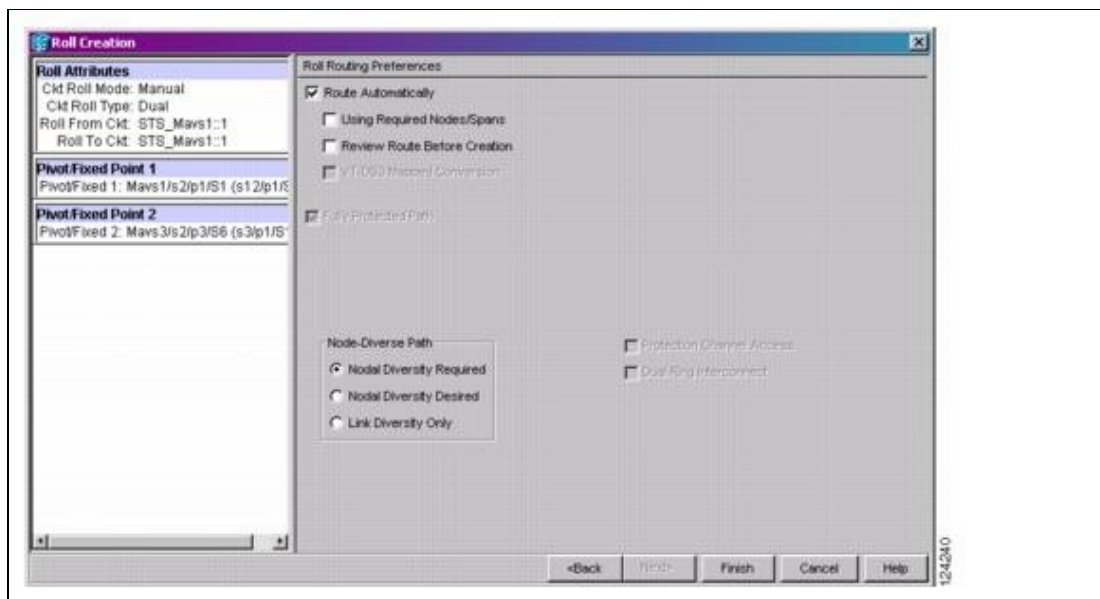 Roll Creation
Roll Attributes
Ckt Roll Mode: Manual
Ckt Roll Type: Dual
Roll From Ckt: STS_Mavs1::1
Roll To Ckt: STS_Mavs1::1
Pivot/Fixed Point 1
Pivot/Fixed 1: Mavs1/s2/p1/S1 (s12/p1/S
Pivot/Fixed Point 2
Pivot/Fixed 2: Mavs3/s2/p3/S6 (s3/p1/S
Roll Routing Preferences
Route Automatically
Using Required Nodes/Spans
Review Route Before Creation
VT-DS3 Mapped Conversion
Fully Protected Path
Node-Diverse Path
Nodal Diversity Required
Nodal Diversity Desired
Link Diversity Only
Protection Channel Access
Dual Ring Interconnect
<Back
Next>
Finish
Cancel
Help
124240